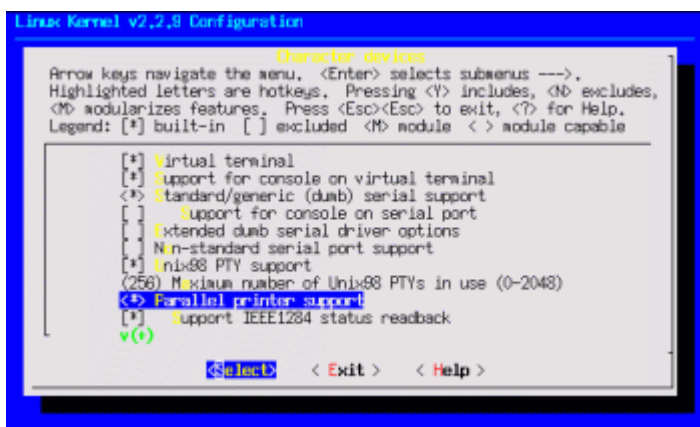 Linux Kernel v2.2.9 Configuration
Character devices
Arrow keys navigate the menu. <Enter> selects submenus --->.
Highlighted letters are hotkeys. Pressing <Y> includes, <N> excludes,
<M> modularizes features. Press <Esc><Esc> to exit, <?> for Help.
Legend: [*] built-in [ ] excluded <M> module < > module capable
[*] Virtual terminal
[*] Support for console on virtual terminal
<*> Standard/generic (dumb) serial support
[ ] Support for console on serial port
[ ] Extended dumb serial driver options
[ ] Non-standard serial port support
[*] Unix98 PTY support
(256) Maximum number of Unix98 PTYs in use (0-2048)
<*> Parallel printer support
[*] Support IEEE1284 status readback
v(+)
<Select> < Exit > < Help >